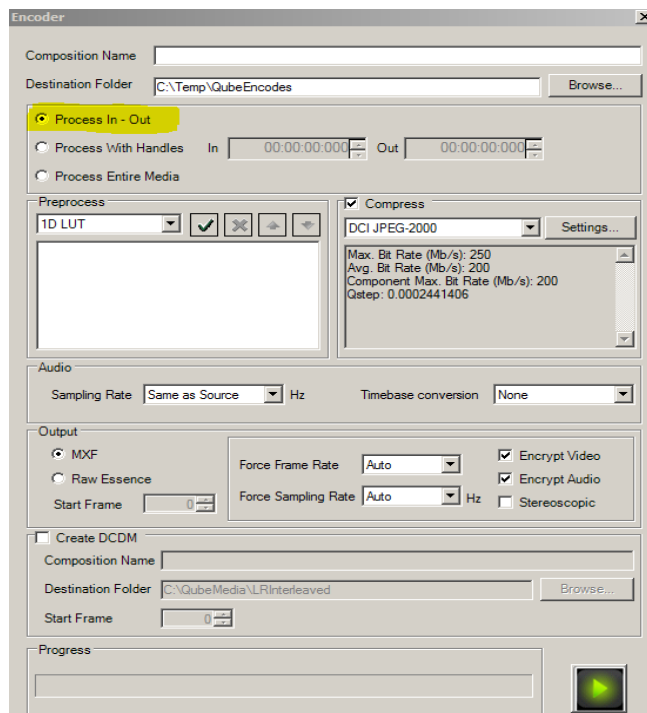 Encoder
Composition Name
Destination Folder C:\Temp\QubeEncodes Browse...
Process In - Out
Process With Handles In 00:00:00:000 Out 00:00:00:000
Process Entire Media
Preprocess
1D LUT
Compress
DCI JPEG-2000 Settings...
Max. Bit Rate (Mb/s): 250
Avg. Bit Rate (Mb/s): 200
Component Max. Bit Rate (Mb/s): 200
Qstep: 0.0002441406
Audio
Sampling Rate Same as Source Hz Timebase conversion None
Output
MXF
Raw Essence
Start Frame 0
Force Frame Rate Auto
Force Sampling Rate Auto Hz
Encrypt Video
Encrypt Audio
Stereoscopic
Create DCDM
Composition Name
Destination Folder C:\QubeMedia\LRInterleaved Browse...
Start Frame 0
Progress